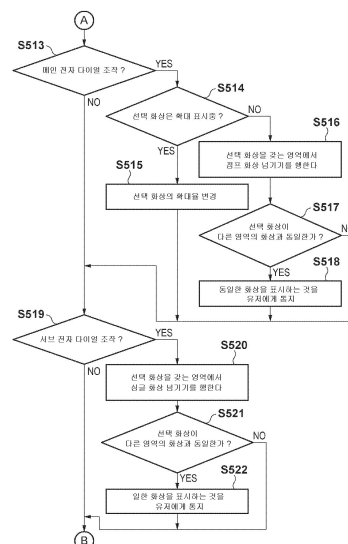 A
S513
메인 전자 다이얼 조작 ?
YES
NO
S514
선택 화상은 확대 표시중 ?
NO
YES
S515
선택 화상의 확대율 변경
S516
선택 화상을 갖는 영역에서
점프 화상 넘기기를 행한다
S517
선택 화상이
다른 영역의 화상과 동일한가 ?
N
YES
S518
동일한 화상을 표시하는 것을
유저에게 통지
S519
서브 전자 다이얼 조작 ?
YES
NO
S520
선택 화상을 갖는 영역에서
싱글 화상 넘기기를 행한다
S521
선택 화상이
다른 영역의 화상과 동일한가 ?
NO
YES
S522
일한 화상을 표시하는 것을
유저에게 통지
B